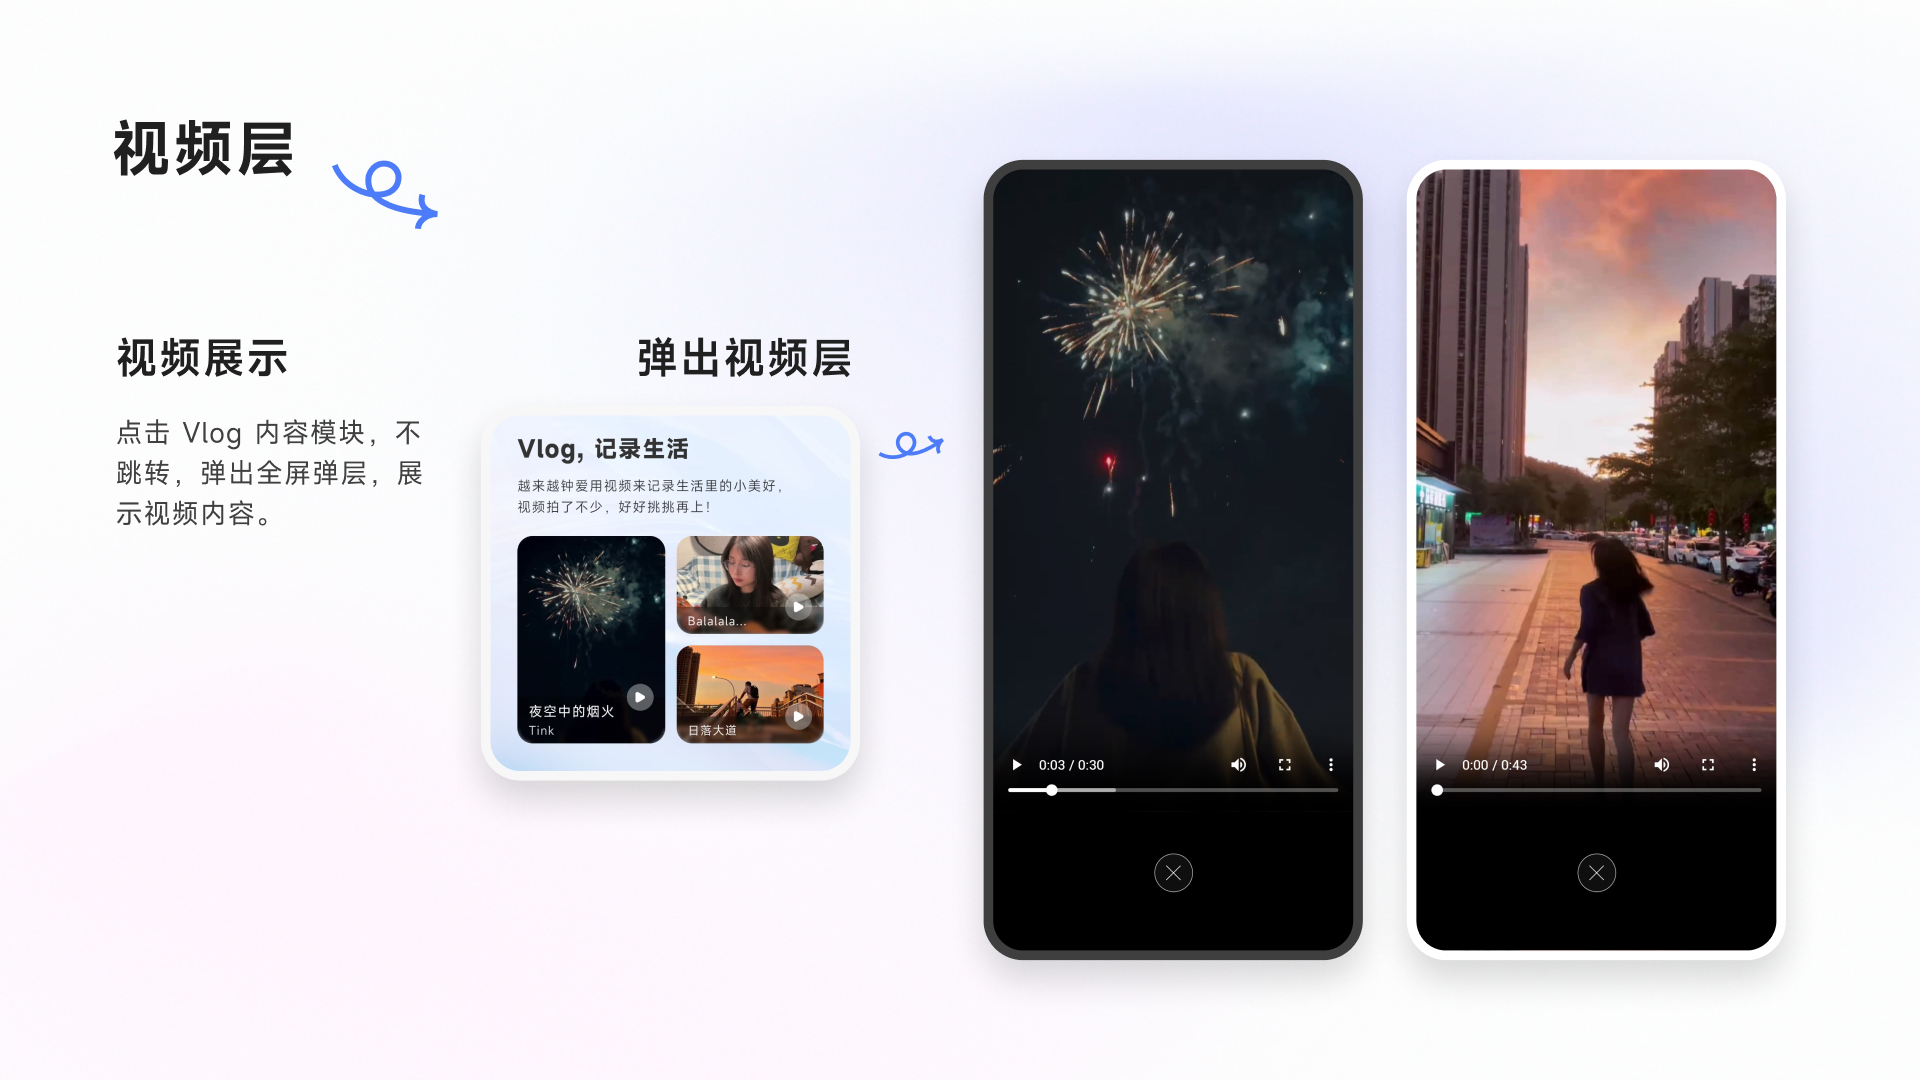 视频层
视频展示
点击 Vlog 内容模块，不
跳转，弹出全屏弹层，展
示视频内容。
弹出视频层
Vlog, 记录生活
越来越钟爱用视频来记录生活里的小美好，
视频拍了不少，好好挑挑再上！
夜空中的烟火
Tink
Balalala...
日落大道
0:03 / 0:30
0:00 / 0:43